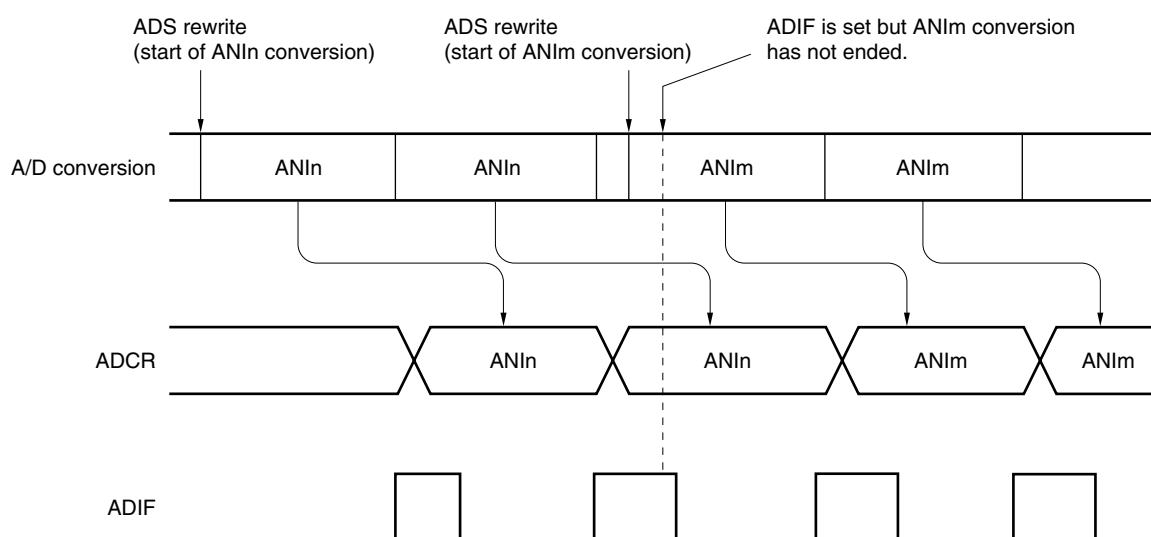 ADS rewrite
(start of ANIn conversion)
ADS rewrite
(start of ANIm conversion)
ADIF is set but ANIm conversion
has not ended.
A/D conversion
ANIn
ANIn
ANIm
ANIm
ADCR
ANIn
ANIn
ANIm
ANIm
ADIF